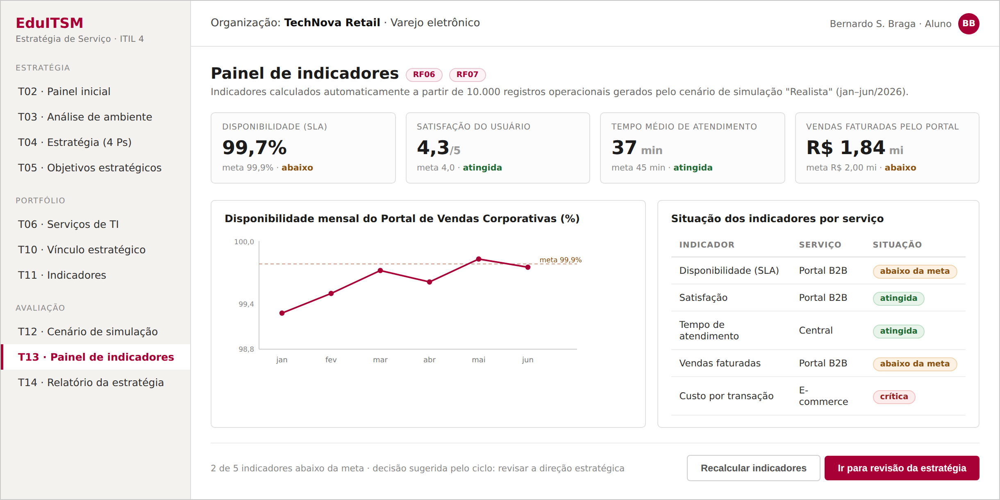 EduITSM
Estratégia de Serviço · ITIL 4
ESTRATÉGIA
T02 · Painel inicial
T03 · Análise de ambiente
T04 · Estratégia (4 Ps)
T05 · Objetivos estratégicos
PORTFÓLIO
T06 · Serviços de TI
T10 · Vínculo estratégico
T11 · Indicadores
AVALIAÇÃO
T12 · Cenário de simulação
T13 · Painel de indicadores
T14 · Relatório da estratégia
Organização: TechNova Retail · Varejo eletrônico
Bernardo S. Braga · Aluno BB
Painel de indicadores RF06 RF07
Indicadores calculados automaticamente a partir de 10.000 registros operacionais gerados pelo cenário de simulação "Realista" (jan–jun/2026).
DISPONIBILIDADE (SLA)
99,7%
meta 99,9% · abaixo
SATISFAÇÃO DO USUÁRIO
4,3/5
meta 4,0 · atingida
TEMPO MÉDIO DE ATENDIMENTO
37 min
meta 45 min · atingida
VENDAS FATURADAS PELO PORTAL
R$ 1,84 mi
meta R$ 2,00 mi · abaixo
Disponibilidade mensal do Portal de Vendas Corporativas (%)
100,0
meta 99,9%
99,4
98,8
jan fev mar abr mai jun
Situação dos indicadores por serviço
INDICADOR SERVIÇO SITUAÇÃO
Disponibilidade (SLA) Portal B2B abaixo da meta
Satisfação Portal B2B atingida
Tempo de
atendimento Central atingida
Vendas faturadas Portal B2B abaixo da meta
Custo por transação E-
commerce crítica
2 de 5 indicadores abaixo da meta · decisão sugerida pelo ciclo: revisar a direção estratégica
Recalcular indicadores
Ir para revisão da estratégia